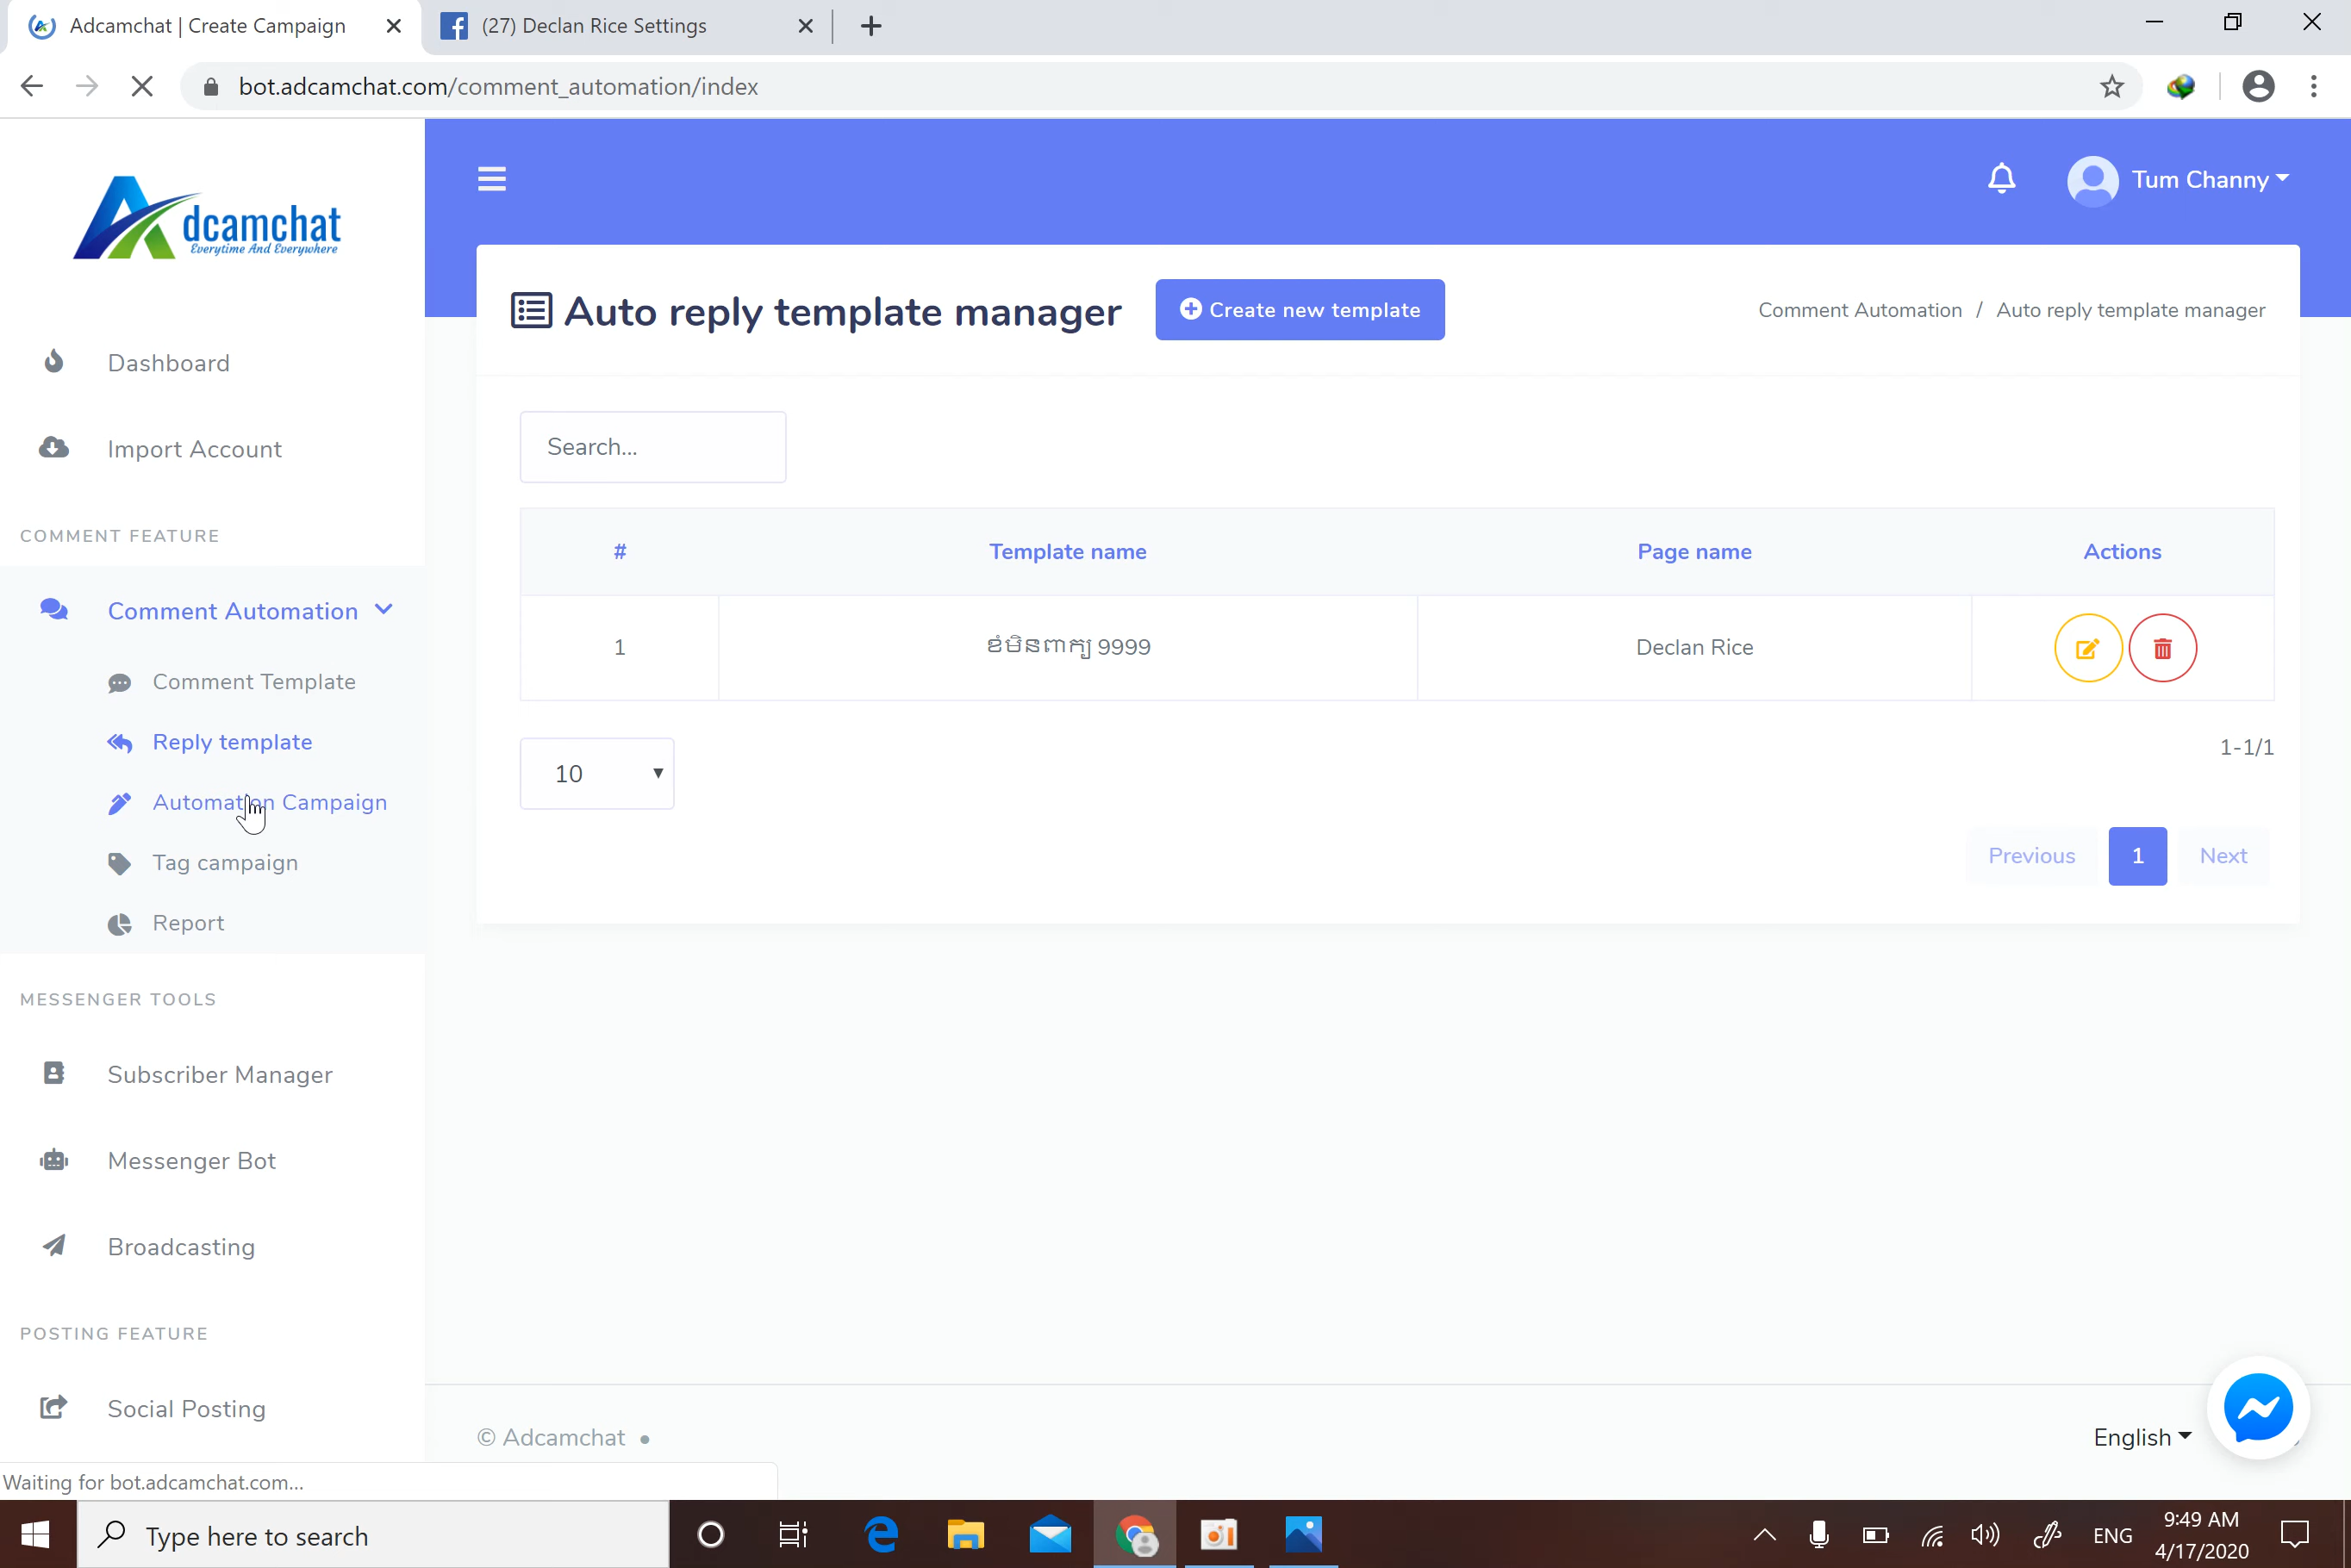 Adcamchat | Create Campaign
(27) Declan Rice Settings
bot.adcamchat.com/comment_automation/index
Adcamchat
Everytime And Everywhere
Tum Channy
Auto reply template manager
Create new template
Comment Automation / Auto reply template manager
Dashboard
Import Account
COMMENT FEATURE
Comment Automation
Comment Template
Reply template
Automation Campaign
Tag campaign
Report
MESSENGER TOOLS
Subscriber Manager
Messenger Bot
Broadcasting
POSTING FEATURE
Social Posting
Search...
# Template name Page name Actions
1 ខំមិនពាក្យ 9999 Declan Rice
10
1-1/1
Previous 1 Next
© Adcamchat •
English
Waiting for bot.adcamchat.com...
Type here to search
ENG
9:49 AM
4/17/2020